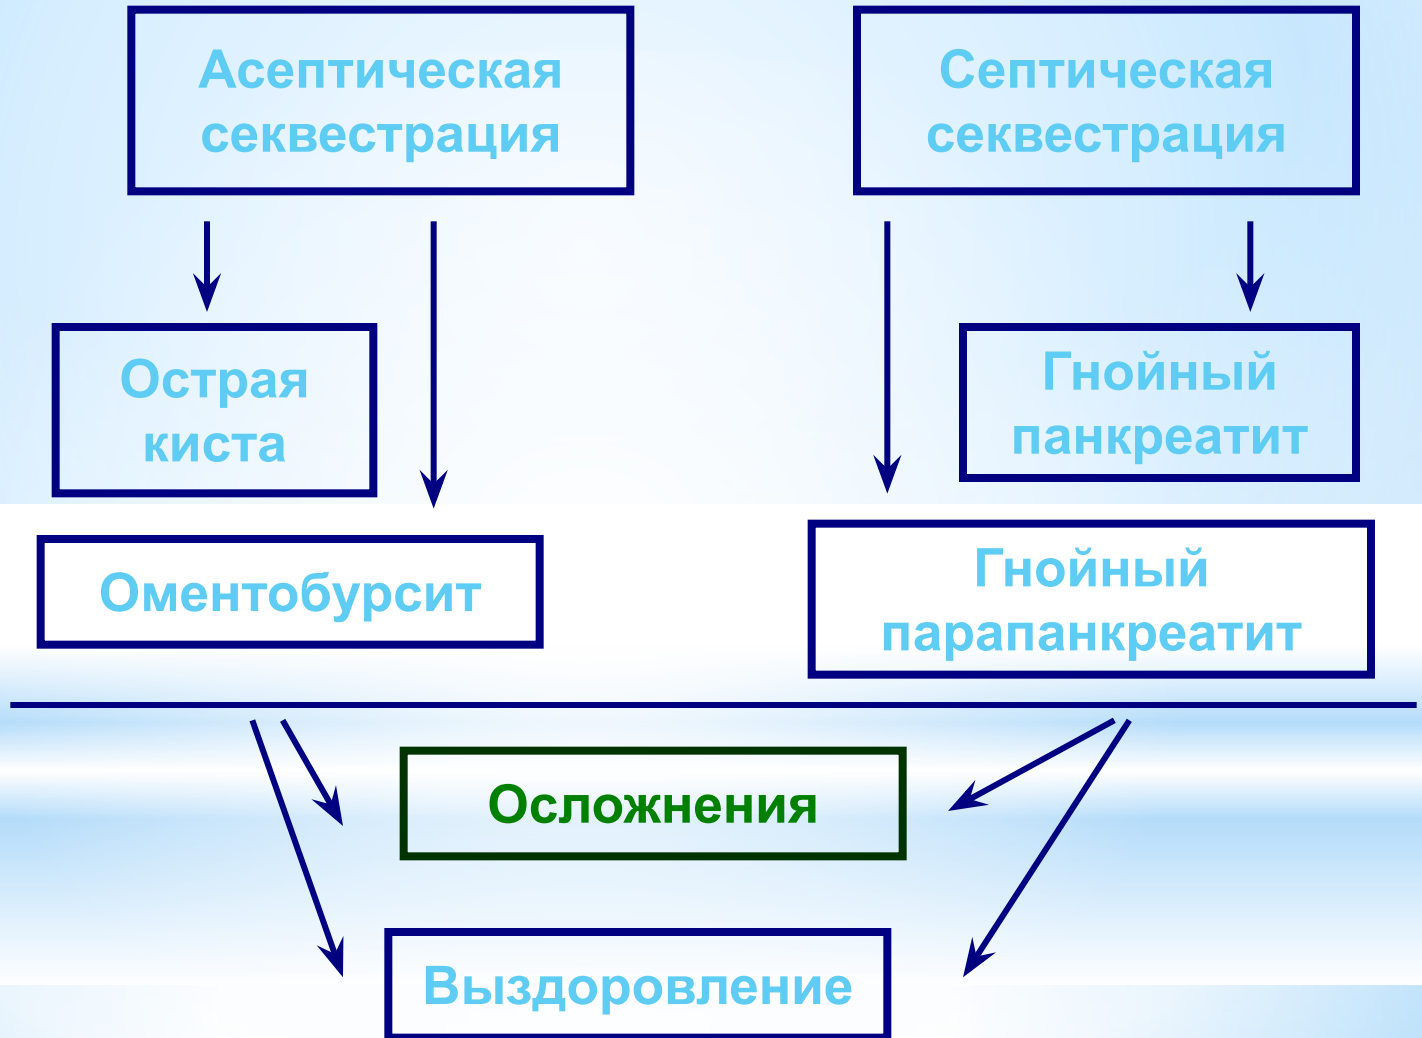 Асептическая
секвестрация
Септическая
секвестрация
Острая
киста
Гнойный
панкреатит
Оментобурсит
Гнойный
парапанкреатит
Осложнения
Выздоровление